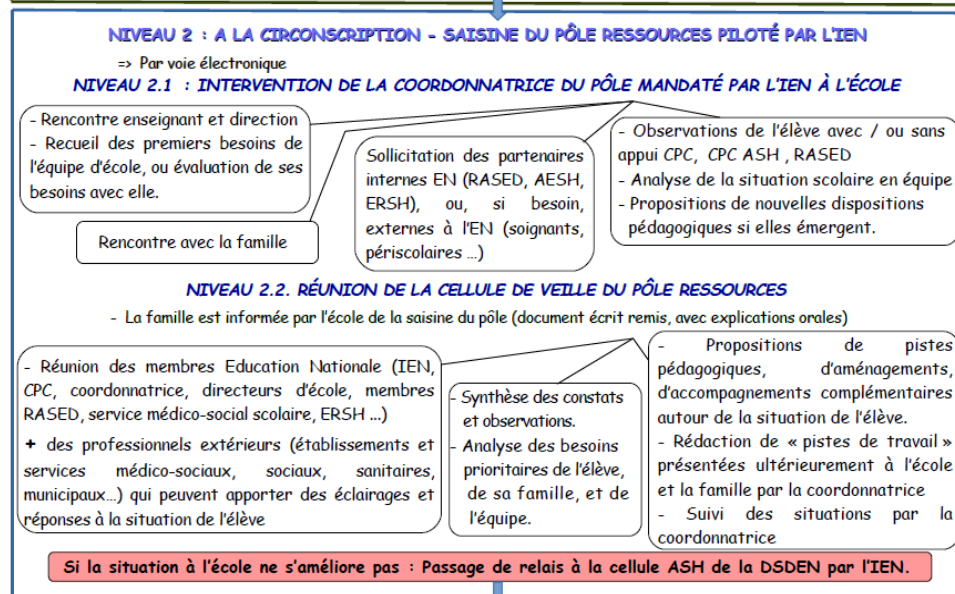 NIVEAU 2 : A LA CIRCONSCRIPTION - SAISINE DU PÔLE RESSOURCES PILOTÉ PAR L'IEN
=> Par voie électronique
NIVEAU 2.1 : INTERVENTION DE LA COORDONNATRICE DU PÔLE MANDATÉ PAR L'IEN À L'ÉCOLE
- Rencontre enseignant et direction
- Recueil des premiers besoins de
l'équipe d'école, ou évaluation de ses
besoins avec elle.
Rencontre avec la famille
Sollicitation des partenaires
internes EN (RASED, AESH,
ERSH), ou, si besoin,
externes à l'EN (soignants,
périscolaires ...)
- Observations de l'élève avec / ou sans
appui CPC, CPC ASH , RASED
- Analyse de la situation scolaire en équipe
- Propositions de nouvelles dispositions
pédagogiques si elles émergent.
NIVEAU 2.2. RÉUNION DE LA CELLULE DE VEILLE DU PÔLE RESSOURCES
- La famille est informée par l'école de la saisine du pôle (document écrit remis, avec explications orales)
- Réunion des membres Education Nationale (IEN,
CPC, coordonnatrice, directeurs d'école, membres
RASED, service médico-social scolaire, ERSH ...)
+ des professionnels extérieurs (établissements et
services médico-sociaux, sociaux, sanitaires,
municipaux...) qui peuvent apporter des éclairages et
réponses à la situation de l'élève
- Synthèse des constats
et observations.
- Analyse des besoins
prioritaires de l'élève,
de sa famille, et de
l'équipe.
- Propositions de pistes
pédagogiques, d'aménagements,
d'accompagnements complémentaires
autour de la situation de l'élève.
- Rédaction de « pistes de travail »
présentées ultérieurement à l'école
et la famille par la coordonnatrice
- Suivi des situations par la
coordonnatrice
Si la situation à l'école ne s'améliore pas : Passage de relais à la cellule ASH de la DSDEN par l'IEN.